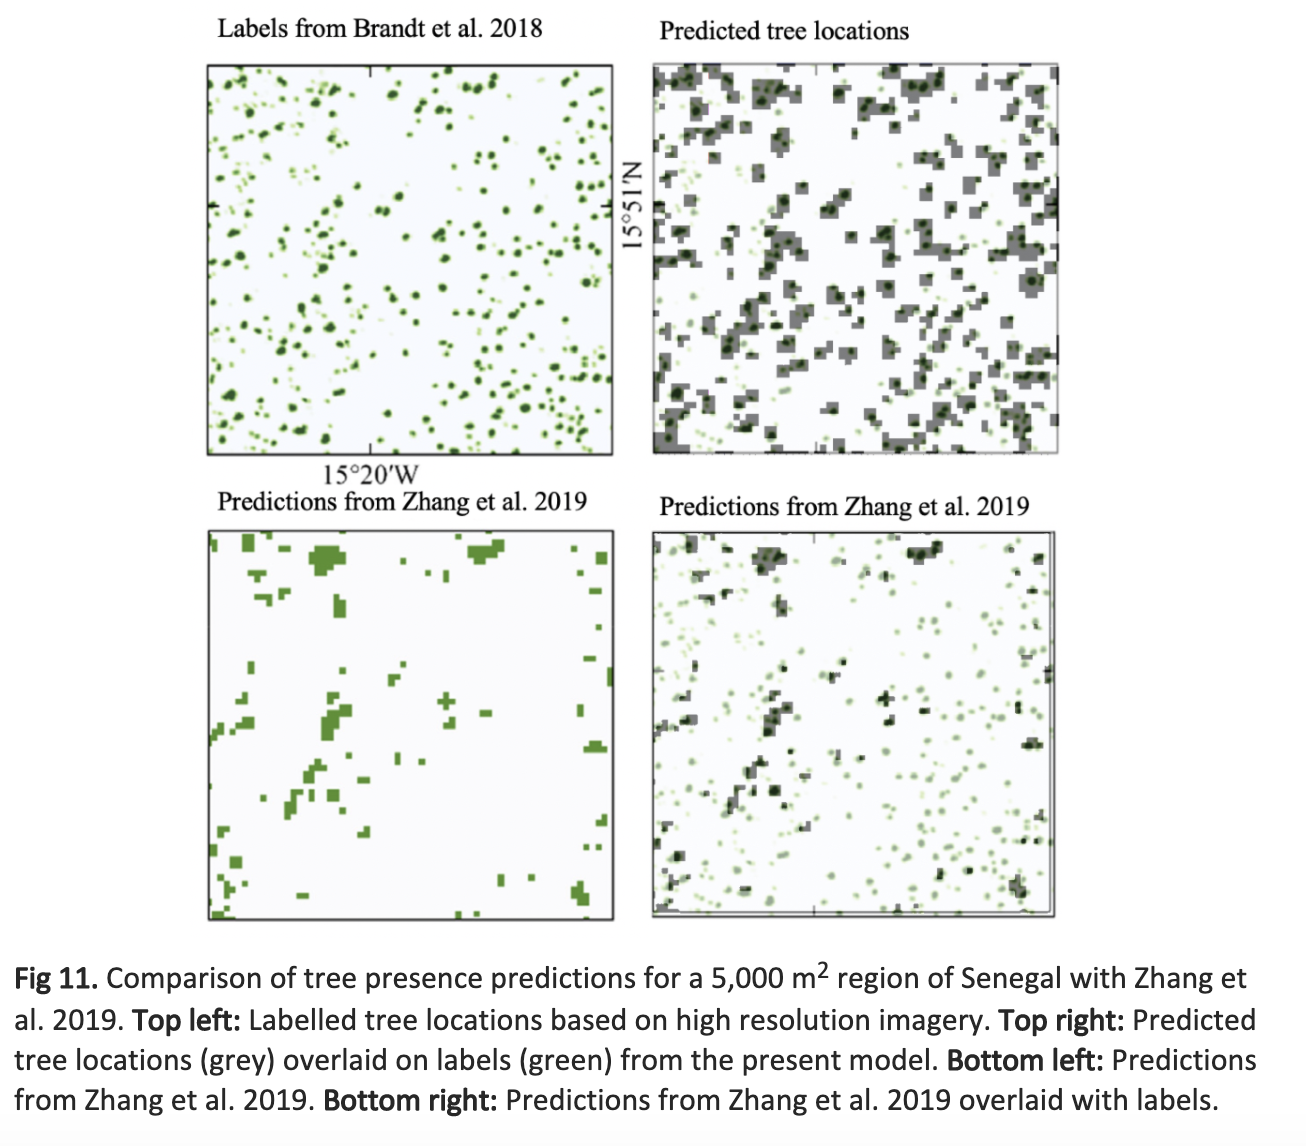 Labels from Brandt et al. 2018
Predicted tree locations
15°51'N
15°20'W
Predictions from Zhang et al. 2019
Predictions from Zhang et al. 2019
Fig 11. Comparison of tree presence predictions for a 5,000 m² region of Senegal with Zhang et
al. 2019. Top left: Labelled tree locations based on high resolution imagery. Top right: Predicted
tree locations (grey) overlaid on labels (green) from the present model. Bottom left: Predictions
from Zhang et al. 2019. Bottom right: Predictions from Zhang et al. 2019 overlaid with labels.